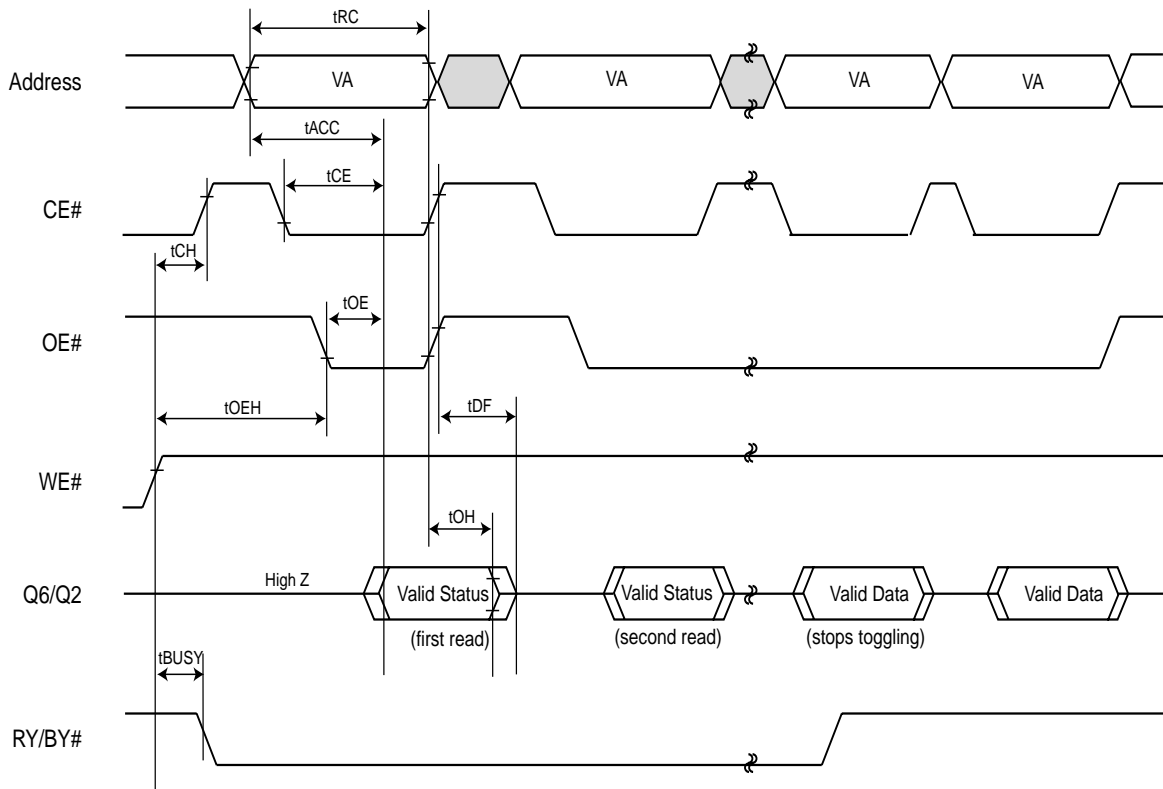 tRC
Address
VA
VA
VA
VA
tACC
tCE
CE#
tCH
tOE
OE#
tOEH
tDF
WE#
tOH
High Z
Q6/Q2
Valid Status
Valid Status
Valid Data
Valid Data
(first read)
(second read)
(stops toggling)
tBUSY
RY/BY#